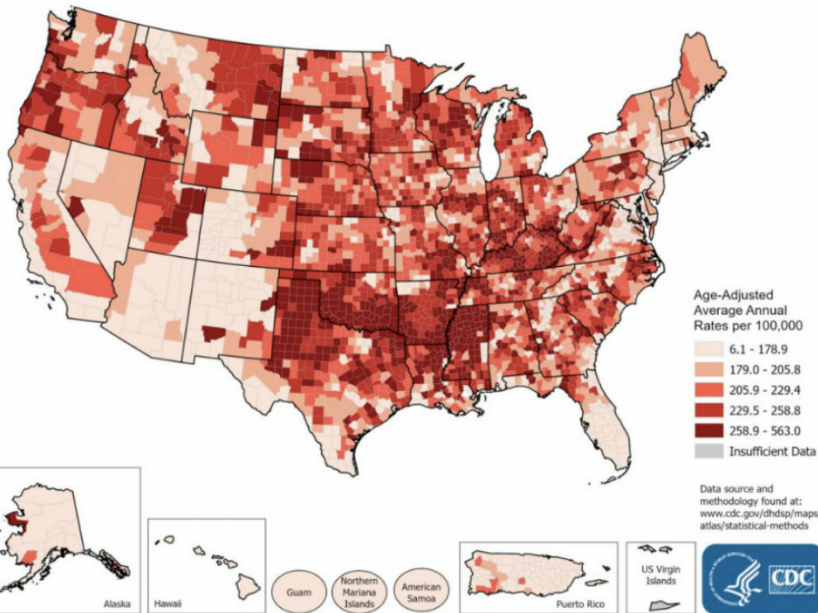 Age-Adjusted
Average Annual
Rates per 100,000
6.1 - 178.9
179.0 - 205.8
205.9 - 229.4
229.5 - 258.8
258.9 - 563.0
Insufficient Data
Data source and
methodology found at:
www.cdc.gov/dhdsp/maps
atlas/statistical-methods
Alaska
Hawaii
Guam
Northern
Mariana
Islands
American
Samoa
Puerto Rico
US Virgin
Islands
CDC